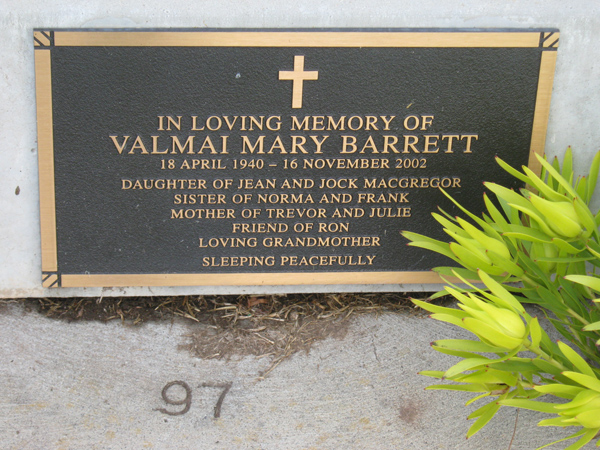 IN LOVING MEMORY OF
VALMAI MARY BARRETT
18 APRIL 1940 – 16 NOVEMBER 2002
DAUGHTER OF JEAN AND JOCK MACGREGOR
SISTER OF NORMA AND FRANK
MOTHER OF TREVOR AND JULIE
FRIEND OF RON
LOVING GRANDMOTHER
SLEEPING PEACEFULLY
97